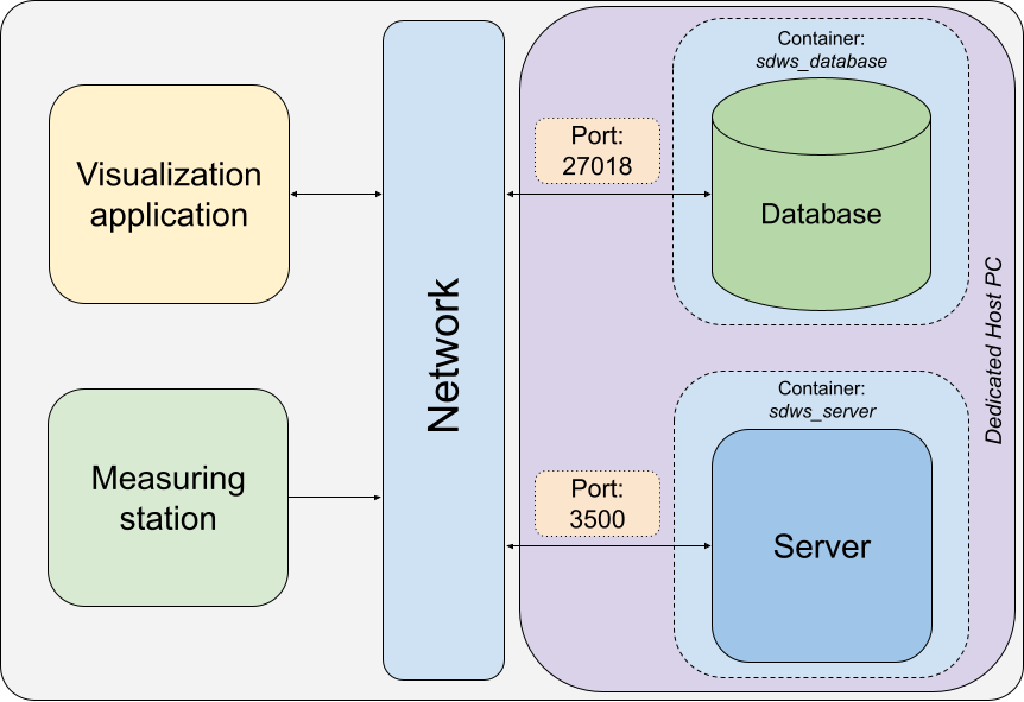 Visualization
application
Measuring
station
Network
Port:
27018
Container:
sdws_database
Database
Port:
3500
Container:
sdws_server
Server
Dedicated Host PC